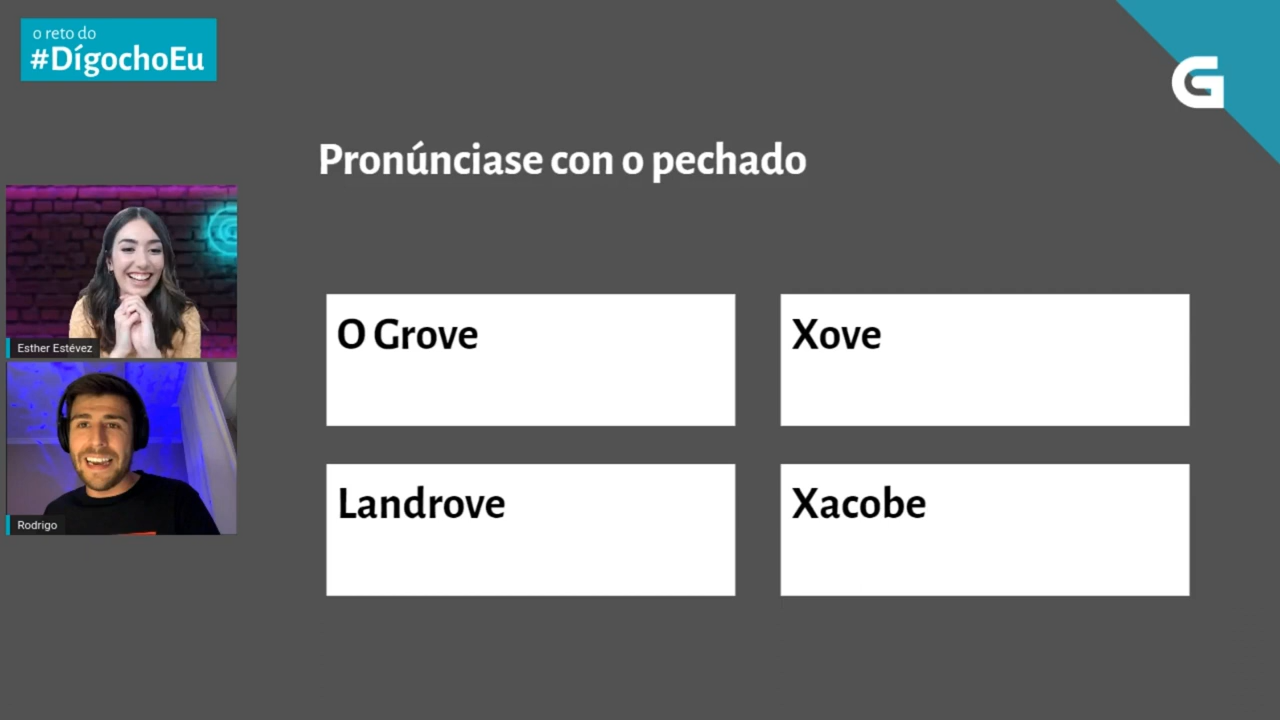 o reto do
#DígochoEu
G
Pronúnciase con o pechado
O Grove
Xove
Landrove
Xacobe
Esther Estévez
Rodrigo